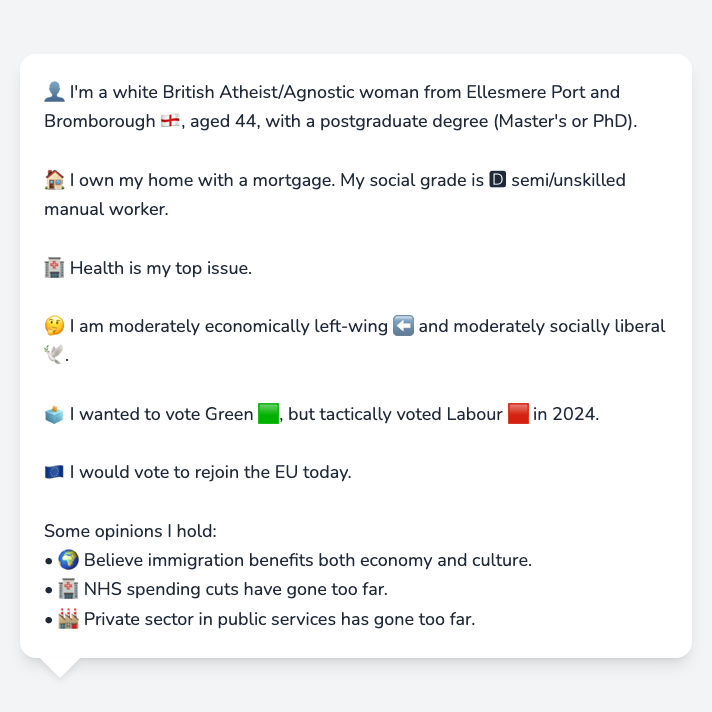 👤 I'm a white British Atheist/Agnostic woman from Ellesmere Port and
Bromborough 🏴󠁧󠁢󠁥󠁮󠁧󠁿, aged 44, with a postgraduate degree (Master's or PhD).
🏠 I own my home with a mortgage. My social grade is 🅳 semi/unskilled
manual worker.
🏥 Health is my top issue.
🤔 I am moderately economically left-wing ⬅️ and moderately socially liberal
🕊️.
🗳️ I wanted to vote Green 🟩, but tactically voted Labour 🟥 in 2024.
🇪🇺 I would vote to rejoin the EU today.
Some opinions I hold:
• 🌍 Believe immigration benefits both economy and culture.
• 🏥 NHS spending cuts have gone too far.
• 🏭 Private sector in public services has gone too far.